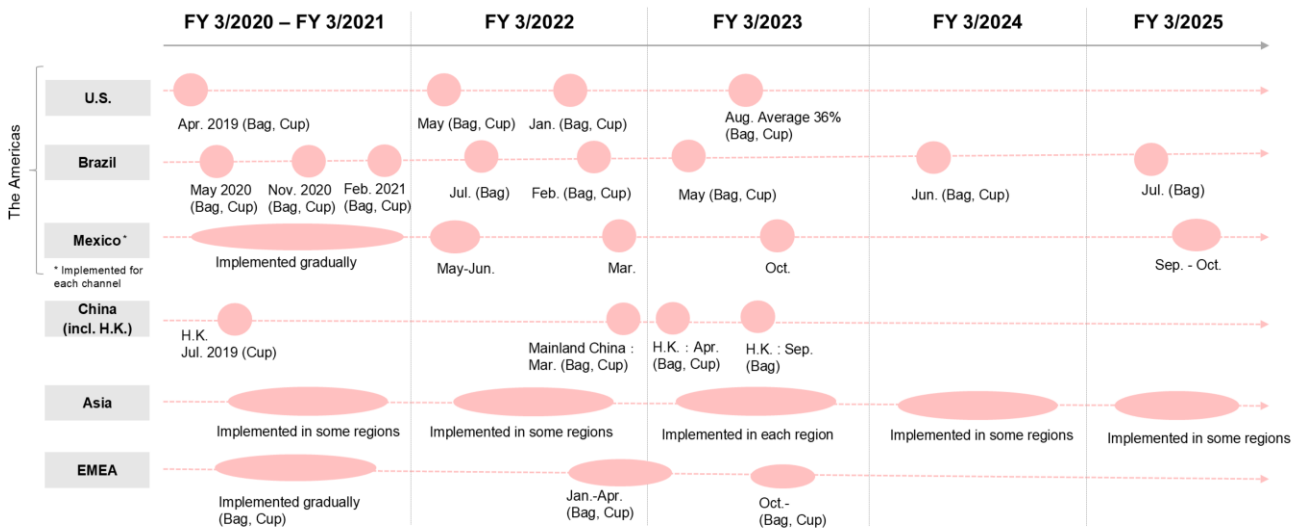 FY 3/2020 – FY 3/2021
FY 3/2022
FY 3/2023
FY 3/2024
FY 3/2025
The Americas
U.S.
Apr. 2019 (Bag, Cup)
May (Bag, Cup)
Jan. (Bag, Cup)
Aug. Average 36%
(Bag, Cup)
Brazil
May 2020
(Bag, Cup)
Nov. 2020
(Bag, Cup)
Feb. 2021
(Bag, Cup)
Jul. (Bag)
Feb. (Bag, Cup)
May (Bag, Cup)
Jun. (Bag, Cup)
Jul. (Bag)
Mexico *
* Implemented for
each channel
Implemented gradually
May-Jun.
Mar.
Oct.
Sep. - Oct.
China
(incl. H.K.)
H.K.
Jul. 2019 (Cup)
Mainland China :
Mar. (Bag, Cup)
H.K. : Apr.
(Bag, Cup)
H.K. : Sep.
(Bag)
Asia
Implemented in some regions
Implemented in some regions
Implemented in each region
Implemented in some regions
Implemented in some regions
EMEA
Implemented gradually
(Bag, Cup)
Jan.-Apr.
(Bag, Cup)
Oct.-
(Bag, Cup)